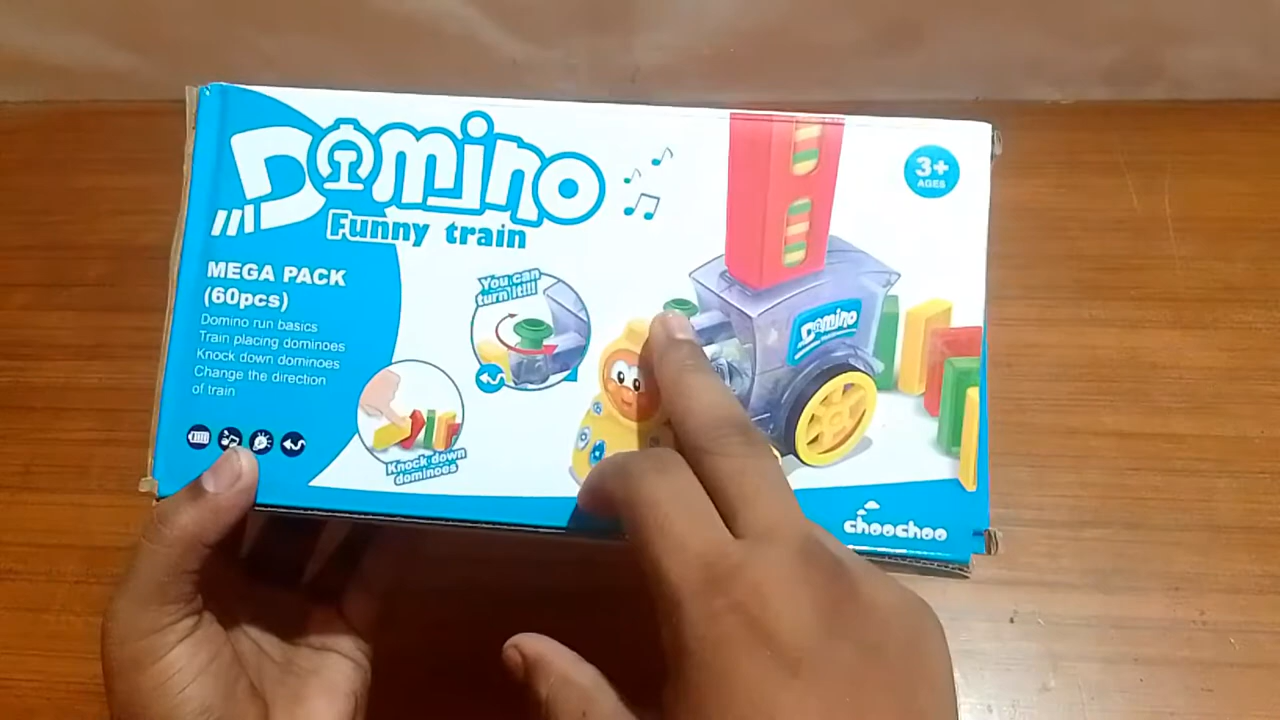 Domino
Funny train
MEGA PACK
(60pcs)
Domino run basics
Train placing dominoes
Knock down dominoes
Change the direction
of train
You can
turn it!!!
Knock down
dominoes
3+
AGES
Domino
choochoo